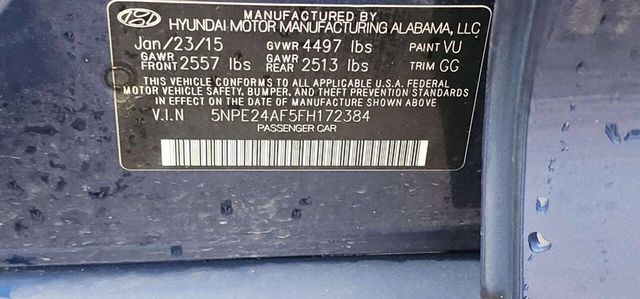 MANUFACTURED BY
HYUNDAI MOTOR MANUFACTURING ALABAMA, LLC
Jan/23/15 GVWR 4497 lbs PAINT VU
GAWR FRONT 2557 lbs GAWR REAR 2513 lbs TRIM GG
THIS VEHICLE CONFORMS TO ALL APPLICABLE U.S.A. FEDERAL
MOTOR VEHICLE SAFETY, BUMPER, AND THEFT PREVENTION STANDARDS
IN EFFECT ON THE DATE OF MANUFACTURE SHOWN ABOVE
V.I.N 5NPE24AF5FH172384
PASSENGER CAR